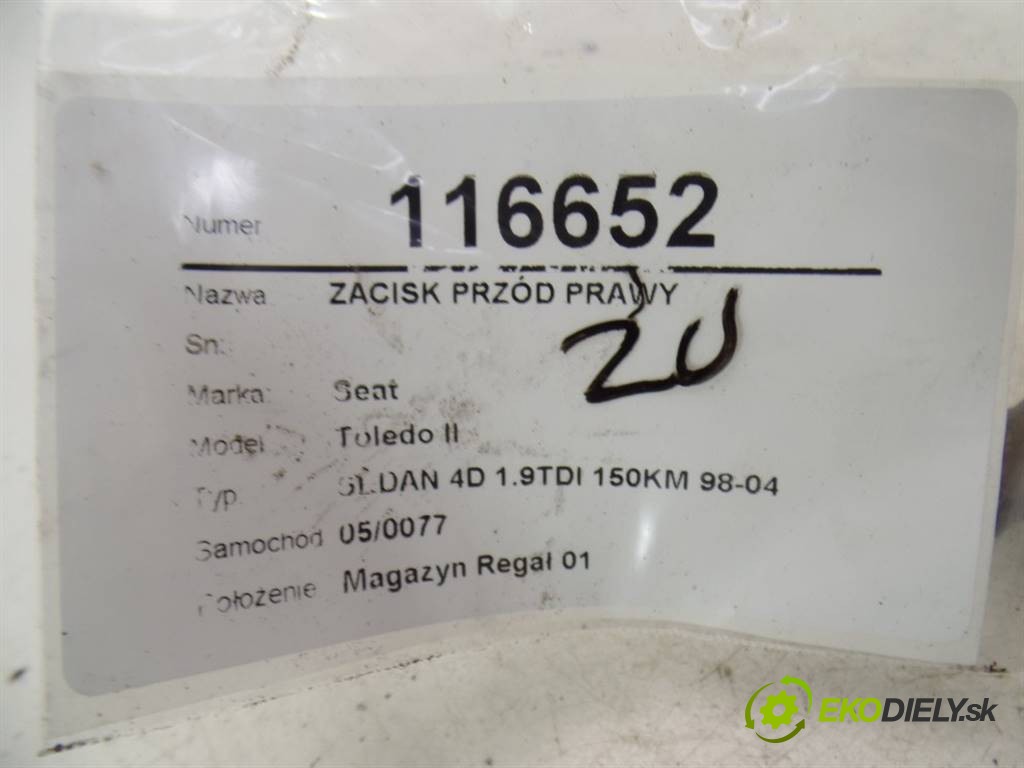 Numer 116652
Nazwa ZACISK PRZÓD PRAWY
Sn:
ZU
Marka: Seat
Model Toledo II
Typ SEDAN 4D 1.9TDI 150KM 98-04
Samochód 05/0077
Położenie Magazyn Regał 01
EKODIELY.sk